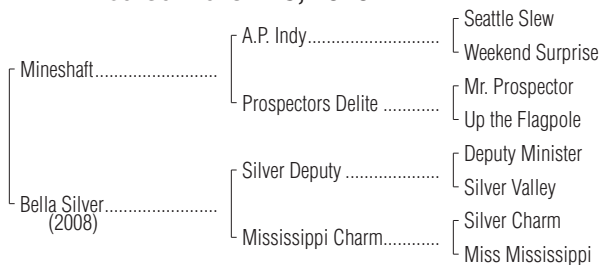 Seattle Slew
A.P. Indy
Weekend Surprise
Mineshaft
Mr. Prospector
Prospectors Delite
Up the Flagpole
Deputy Minister
Silver Deputy
Silver Valley
Bella Silver
(2008)
Silver Charm
Mississippi Charm
Miss Mississippi